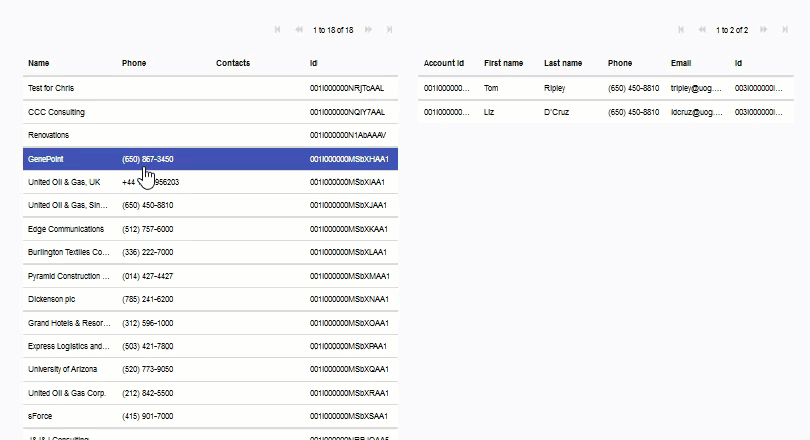 1 to 18 of 18
Name Phone Contacts Id
Test for Chris 001I000000NRjTcAAL
CCC Consulting 001I000000NQIY7AAL
Renovations 001I000000N1AbAAAV
GenePoint (650) 867-3450 001I000000MSbXHAA1
United Oil & Gas, UK +44 956203 001I000000MSbXIAA1
United Oil & Gas, Sin... (650) 450-8810 001I000000MSbXJAA1
Edge Communications (512) 757-6000 001I000000MSbXKAA1
Burlington Textiles Co... (336) 222-7000 001I000000MSbXLAA1
Pyramid Construction ... (014) 427-4427 001I000000MSbXMAA1
Dickenson plc (785) 241-6200 001I000000MSbXNAA1
Grand Hotels & Resor... (312) 596-1000 001I000000MSbXOAA1
Express Logistics and... (503) 421-7800 001I000000MSbXPAA1
University of Arizona (520) 773-9050 001I000000MSbXQAA1
United Oil & Gas Corp. (212) 842-5500 001I000000MSbXRAA1
sForce (415) 901-7000 001I000000MSbXSAA1
1 to 2 of 2
Account Id First name Last name Phone Email Id
001I000000... Tom Ripley (650) 450-8810 tripley@uog.... 003I000000I...
001I000000... Liz D'Cruz (650) 450-8810 ldcruz@uog.... 003I000000I...